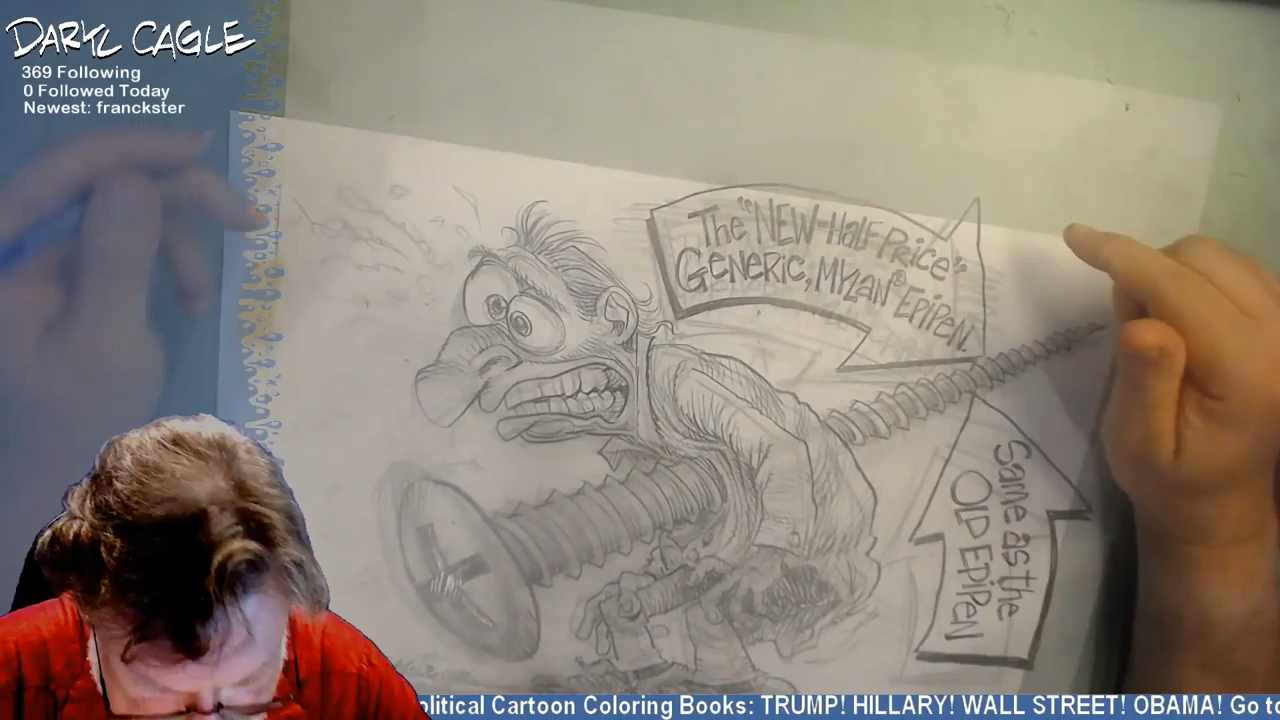 DARYL CAGLE
369 Following
0 Followed Today
Newest: franckster
The "NEW-HALF PRICE"
GENERIC, MYLAN® EPIPEN.
Same as the
OLD EPIPEN
olitical Cartoon Coloring Books: TRUMP! HILLARY! WALL STREET! OBAMA! Go to